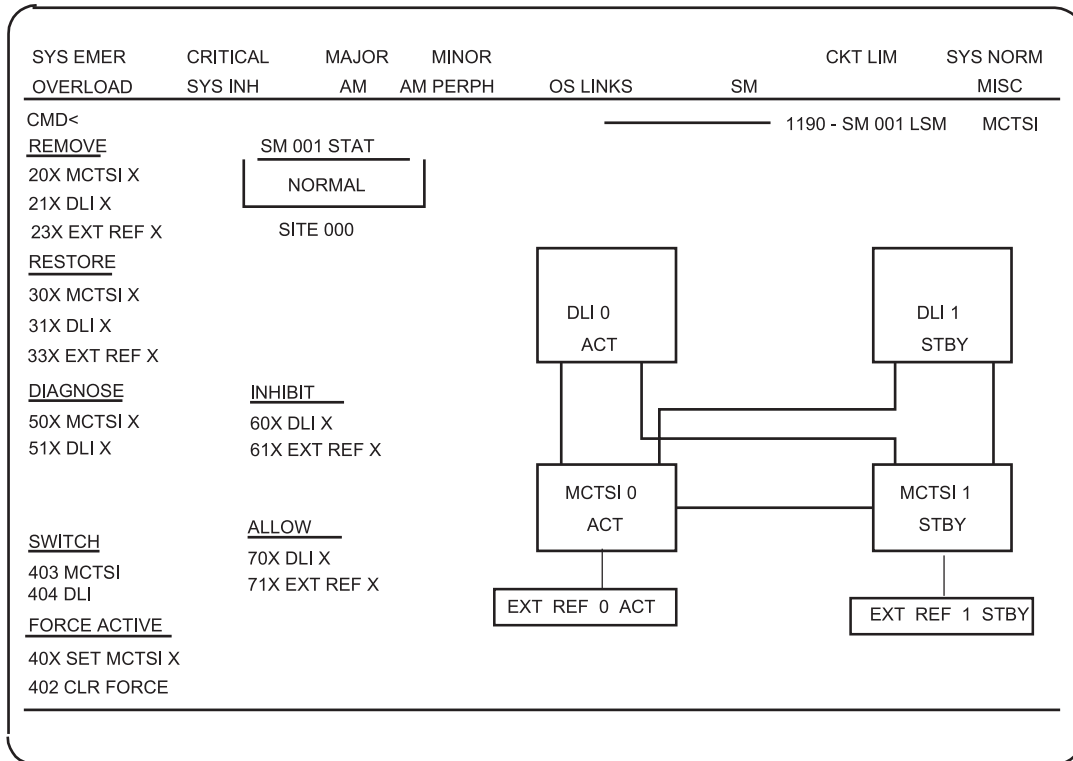 SYS EMER CRITICAL MAJOR MINOR CKT LIM SYS NORM
OVERLOAD SYS INH AM AM PERPH OS LINKS SM MISC
CMD< 1190 - SM 001 LSM MCTSI
REMOVE
20X MCTSI X
21X DLI X
23X EXT REF X
SM 001 STAT
NORMAL
SITE 000
RESTORE
30X MCTSI X
31X DLI X
33X EXT REF X
DIAGNOSE
50X MCTSI X
51X DLI X
INHIBIT
60X DLI X
61X EXT REF X
SWITCH
403 MCTSI
404 DLI
ALLOW
70X DLI X
71X EXT REF X
FORCE ACTIVE
40X SET MCTSI X
402 CLR FORCE
DLI 0
ACT
DLI 1
STBY
MCTSI 0
ACT
MCTSI 1
STBY
EXT REF 0 ACT
EXT REF 1 STBY